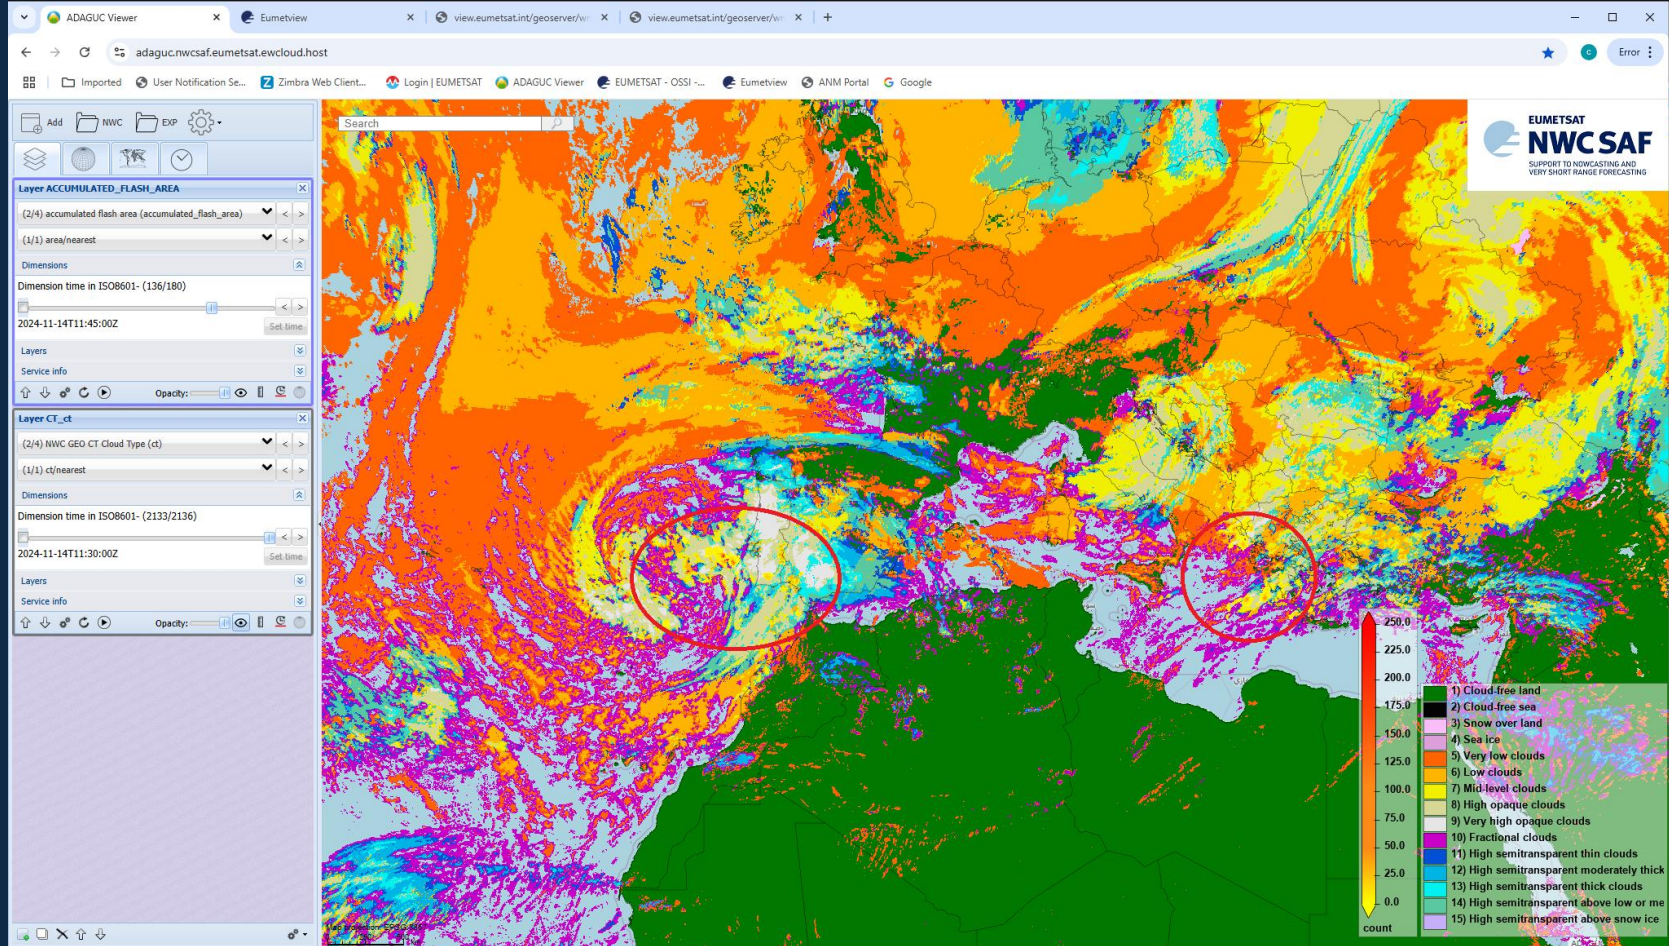 ADAGUC Viewer
Eumetview
view.eumetsat.int/geoserver/w
view.eumetsat.int/geoserver/w
adaguc.nwcsaf.eumetsat.ewcloud.host
Error
Imported
User Notification Se...
Zimbra Web Client...
Login | EUMETSAT
ADAGUC Viewer
EUMETSAT - OSSI -...
Eumetview
ANM Portal
Google
Add
NWC
EXP
Search
EUMETSAT
NWC SAF
SUPPORT TO NOWCASTING AND
VERY SHORT RANGE FORECASTING
Layer ACCUMULATED_FLASH_AREA
(2/4) accumulated flash area (accumulated_flash_area)
< >
(1/1) area/nearest
< >
Dimensions
Dimension time in ISO8601- (136/180)
< >
2024-11-14T11:45:00Z
Set time
Layers
Service info
Opacity:
Layer CT_ct
(2/4) NWC GEO CT Cloud Type (ct)
< >
(1/1) ct/nearest
< >
Dimensions
Dimension time in ISO8601- (2133/2136)
< >
2024-11-14T11:30:00Z
Set time
Layers
Service info
Opacity:
250.0
225.0
200.0
175.0
150.0
125.0
100.0
75.0
50.0
25.0
0.0
count
1) Cloud-free land
2) Cloud-free sea
3) Snow over land
4) Sea ice
5) Very low clouds
6) Low clouds
7) Mid level clouds
8) High opaque clouds
9) Very high opaque clouds
10) Fractional clouds
11) High semitransparent thin clouds
12) High semitransparent moderately thick
13) High semitransparent thick clouds
14) High semitransparent above low or me
15) High semitransparent above snow ice